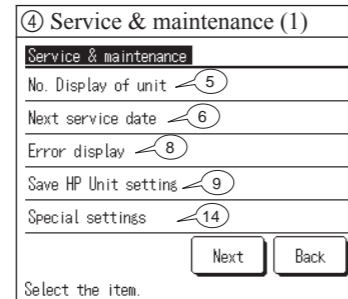 ④ Service & maintenance (1)
Service & maintenance
No. Display of unit 5
Next service date 6
Error display 8
Save HP Unit setting 9
Special settings 14
Next Back
Select the item.